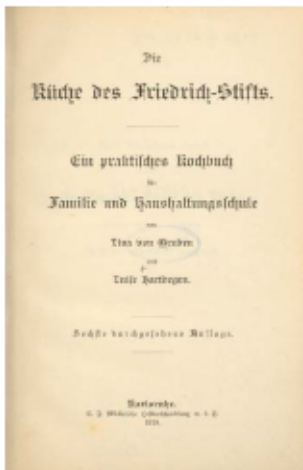 Die
Küche des Friedrich-Stifts.
Ein praktisches Kochbuch
für
Familie und Haushaltungsschule
von
Lina von Gruben
und
Luise Hartdegen.
Sechste durchgesehene Auflage.
Karlsruhe.